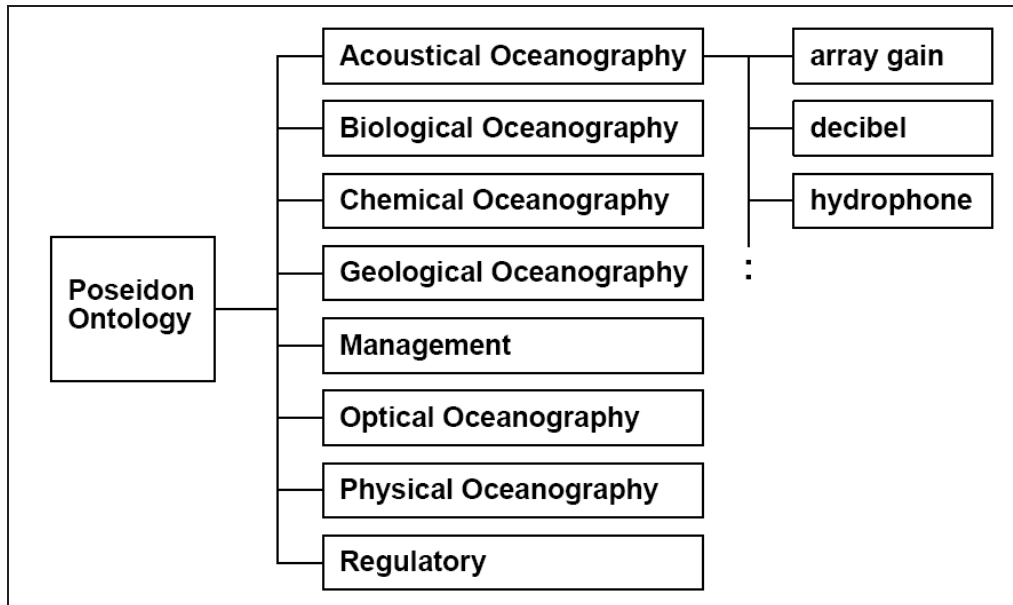 Poseidon
Ontology
Acoustical Oceanography
Biological Oceanography
Chemical Oceanography
Geological Oceanography
Management
Optical Oceanography
Physical Oceanography
Regulatory
array gain
decibel
hydrophone
: